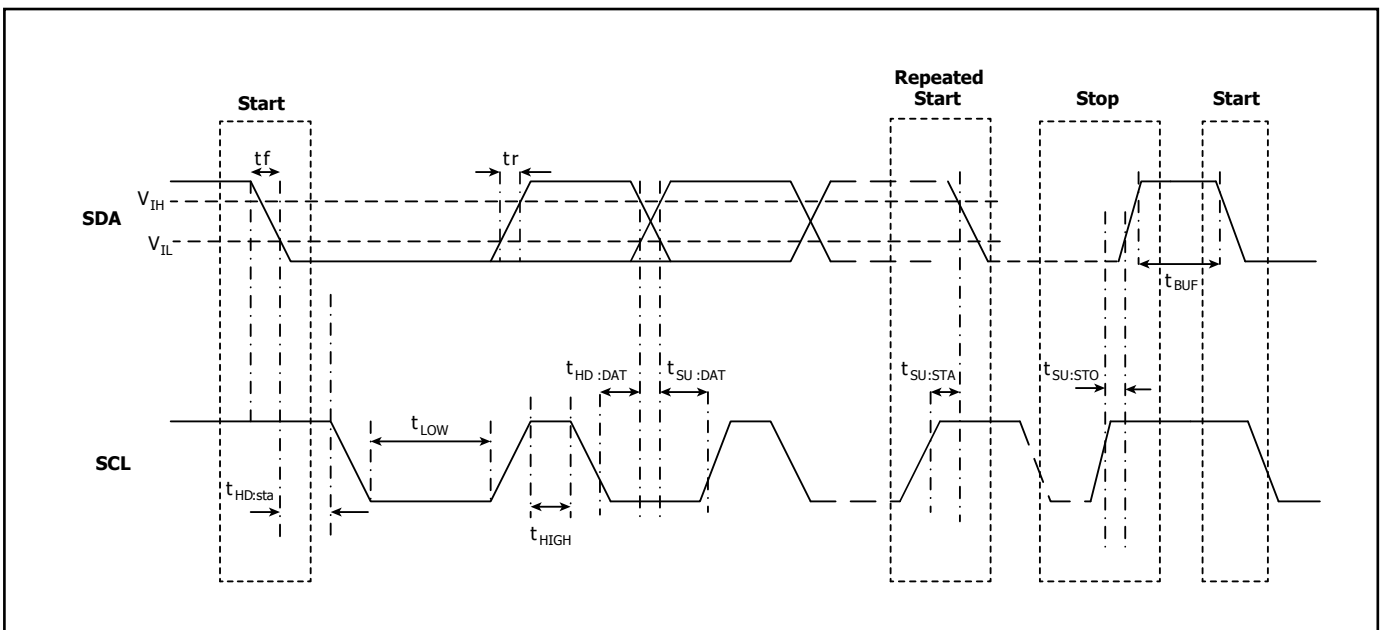 Repeated
Start
Start
Stop
Start
tf
tr
VIH
SDA
VIL
tBUF
tHD :DAT
tSU :DAT
tSU:STA
tSU:STO
tLOW
SCL
tHD:sta
tHIGH